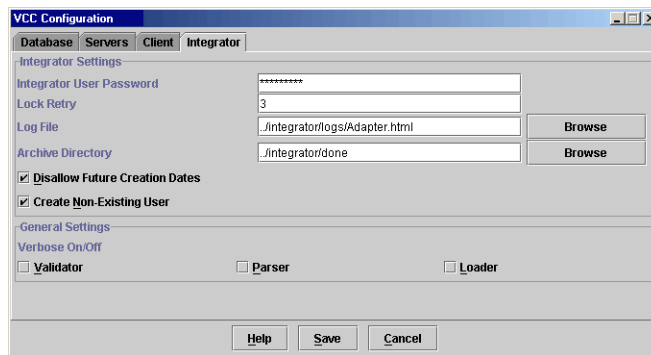 VCC Configuration
Database Servers Client Integrator
Integrator Settings
Integrator User Password *********
Lock Retry 3
Log File ../integrator/logs/Adapter.html Browse
Archive Directory ../integrator/done Browse
Disallow Future Creation Dates
Create Non-Existing User
General Settings
Verbose On/Off
Validator Parser Loader
Help Save Cancel